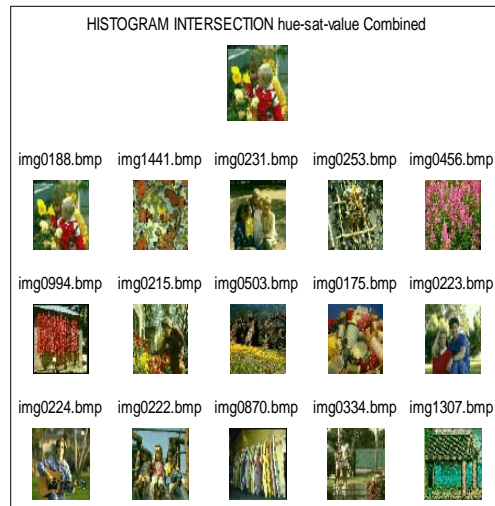 HISTOGRAM INTERSECTION hue-sat-value Combined
img0188.bmp img1441.bmp img0231.bmp img0253.bmp img0456.bmp
img0994.bmp img0215.bmp img0503.bmp img0175.bmp img0223.bmp
img0224.bmp img0222.bmp img0870.bmp img0334.bmp img1307.bmp